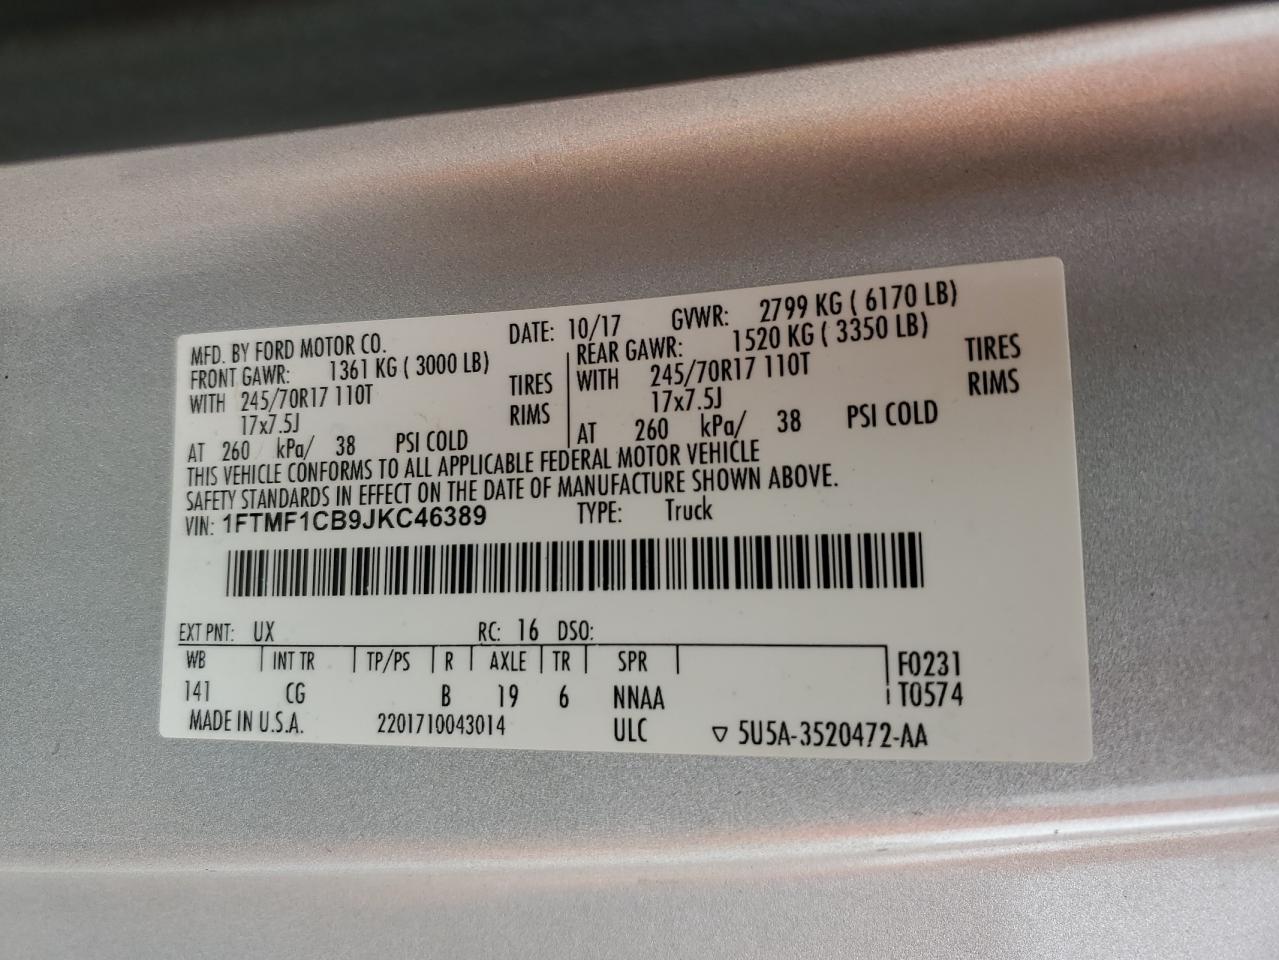 MFD. BY FORD MOTOR CO. DATE: 10/17 GVWR: 2799 KG ( 6170 LB)
FRONT GAWR: 1361 KG ( 3000 LB) REAR GAWR: 1520 KG ( 3350 LB)
WITH 245/70R17 110T TIRES WITH 245/70R17 110T TIRES
17x7.5J RIMS 17x7.5J RIMS
AT 260 kPa/ 38 PSI COLD AT 260 kPa/ 38 PSI COLD
THIS VEHICLE CONFORMS TO ALL APPLICABLE FEDERAL MOTOR VEHICLE
SAFETY STANDARDS IN EFFECT ON THE DATE OF MANUFACTURE SHOWN ABOVE.
VIN: 1FTMF1CB9JKC46389 TYPE: Truck
EXT PNT: UX RC: 16 DSO:
WB INT TR TP/PS R AXLE TR SPR F0231
141 CG B 19 6 NNAA T0574
MADE IN U.S.A. 2201710043014 ULC ▽ 5U5A-3520472-AA